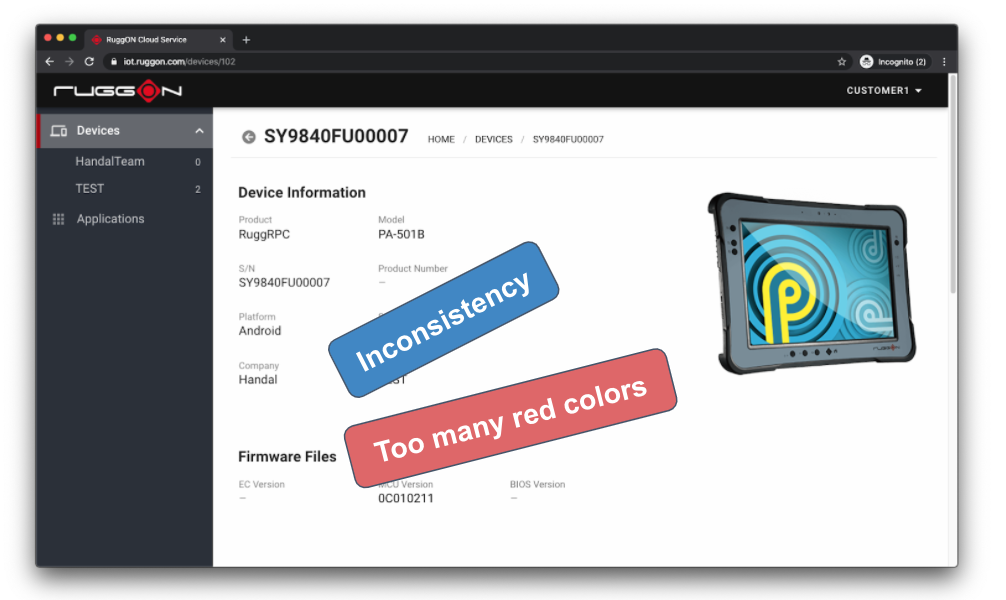 RuggON Cloud Service
iot.ruggon.com/devices/102
Incognito (2)
RUGGON
CUSTOMER1
Devices
HandalTeam 0
TEST 2
Applications
SY9840FU00007
HOME / DEVICES / SY9840FU00007
Device Information
Product Model
RuggRPC PA-501B
S/N Product Number
SY9840FU00007 –
Platform
Android
Company
Handal
Inconsistency
Too many red colors
Firmware Files
EC Version MCU Version BIOS Version
– 0C010211 –
RUGGON